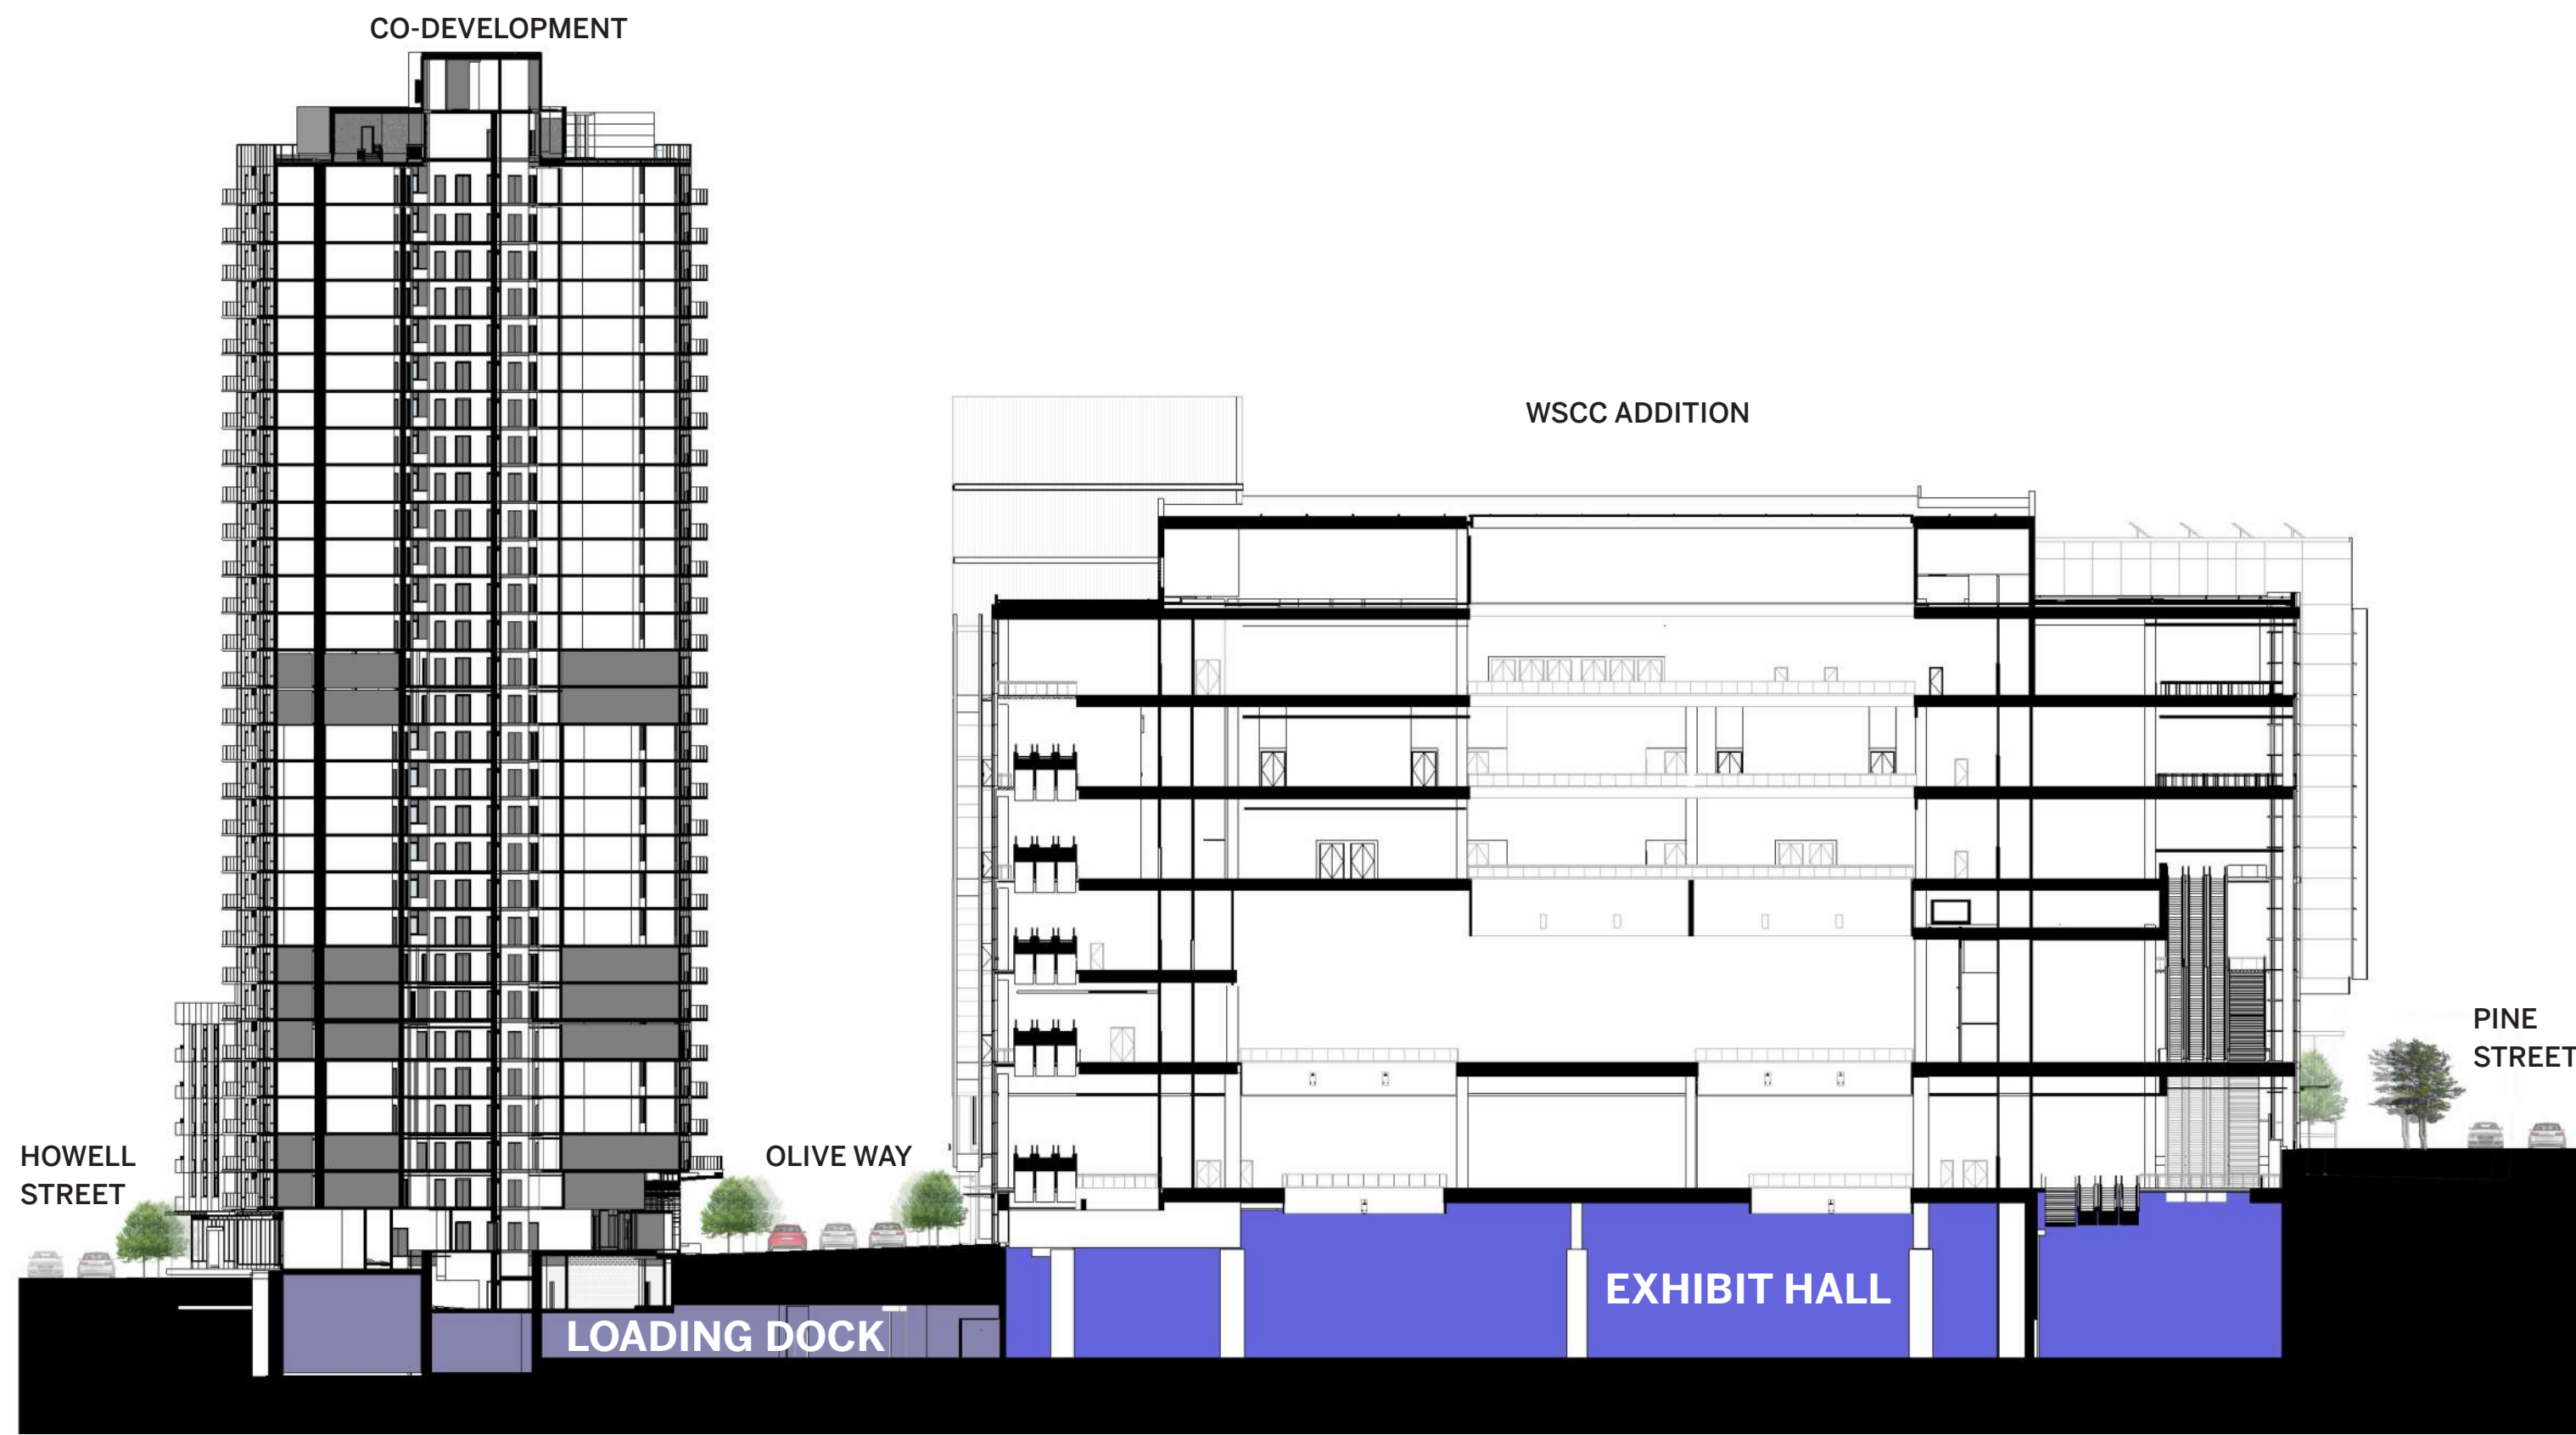 CO-DEVELOPMENT
WSCC ADDITION
PINE
STREET
HOWELL
STREET
OLIVE WAY
EXHIBIT HALL
LOADING DOCK